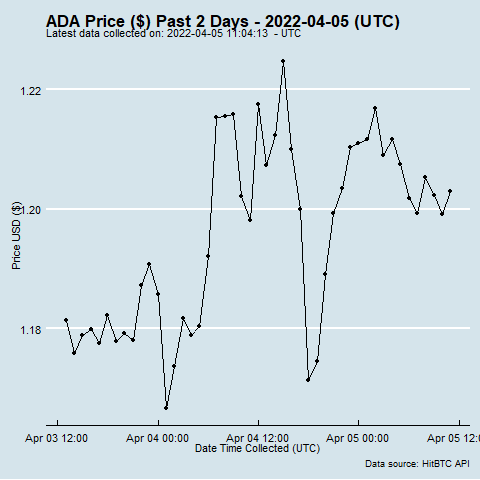 ADA Price ($) Past 2 Days - 2022-04-05 (UTC)
Latest data collected on: 2022-04-05 11:04:13 - UTC
1.22
1.20
1.18
Price USD ($)
Apr 03 12:00 Apr 04 00:00 Apr 04 12:00 Apr 05 00:00 Apr 05 12:00
Date Time Collected (UTC)
Data source: HitBTC API